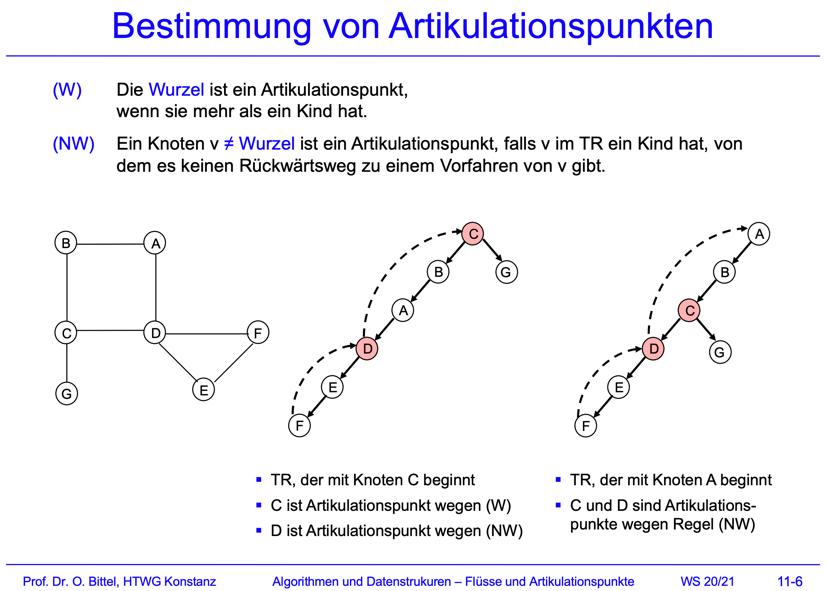 Bestimmung von Artikulationspunkten
(W) Die Wurzel ist ein Artikulationspunkt,
wenn sie mehr als ein Kind hat.
(NW) Ein Knoten v ≠ Wurzel ist ein Artikulationspunkt, falls v im TR ein Kind hat, von
dem es keinen Rückwärtsweg zu einem Vorfahren von v gibt.
B A
C D F
G E
C
B G
A
D
E
F
A
B
C
D G
E
F
▪ TR, der mit Knoten C beginnt
▪ C ist Artikulationspunkt wegen (W)
▪ D ist Artikulationspunkt wegen (NW)
▪ TR, der mit Knoten A beginnt
▪ C und D sind Artikulations-
punkte wegen Regel (NW)
Prof. Dr. O. Bittel, HTWG Konstanz Algorithmen und Datenstrukuren – Flüsse und Artikulationspunkte WS 20/21 11-6